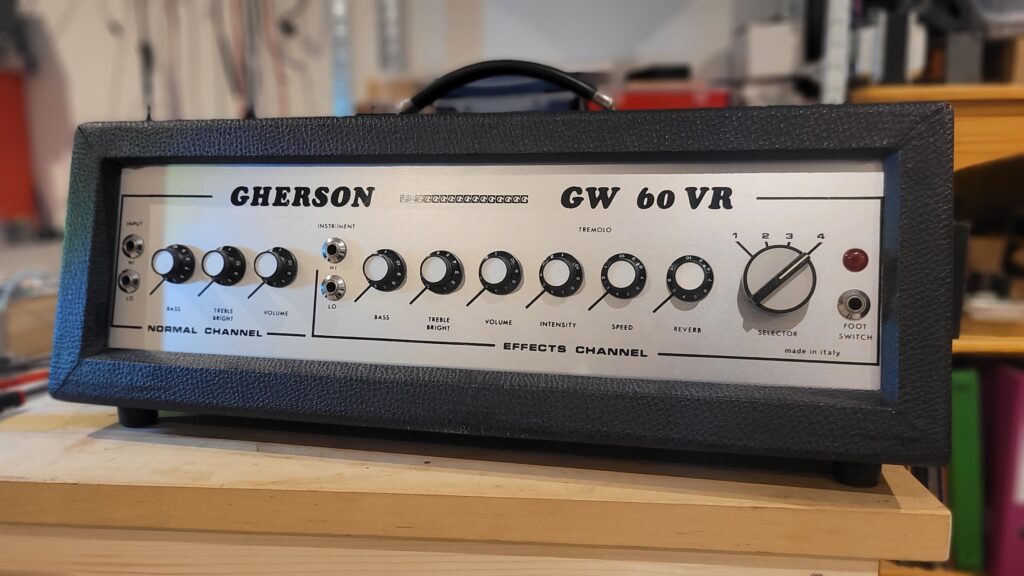 GHERSON
GW 60 VR
INPUT
HI
LO
BASS
TREBLE
BRIGHT
VOLUME
NORMAL CHANNEL
INSTRUMENT
HI
LO
BASS
TREBLE
BRIGHT
VOLUME
TREMOLO
INTENSITY
SPEED
REVERB
EFFECTS CHANNEL
1 2 3 4
SELECTOR
FOOT
SWITCH
made in italy